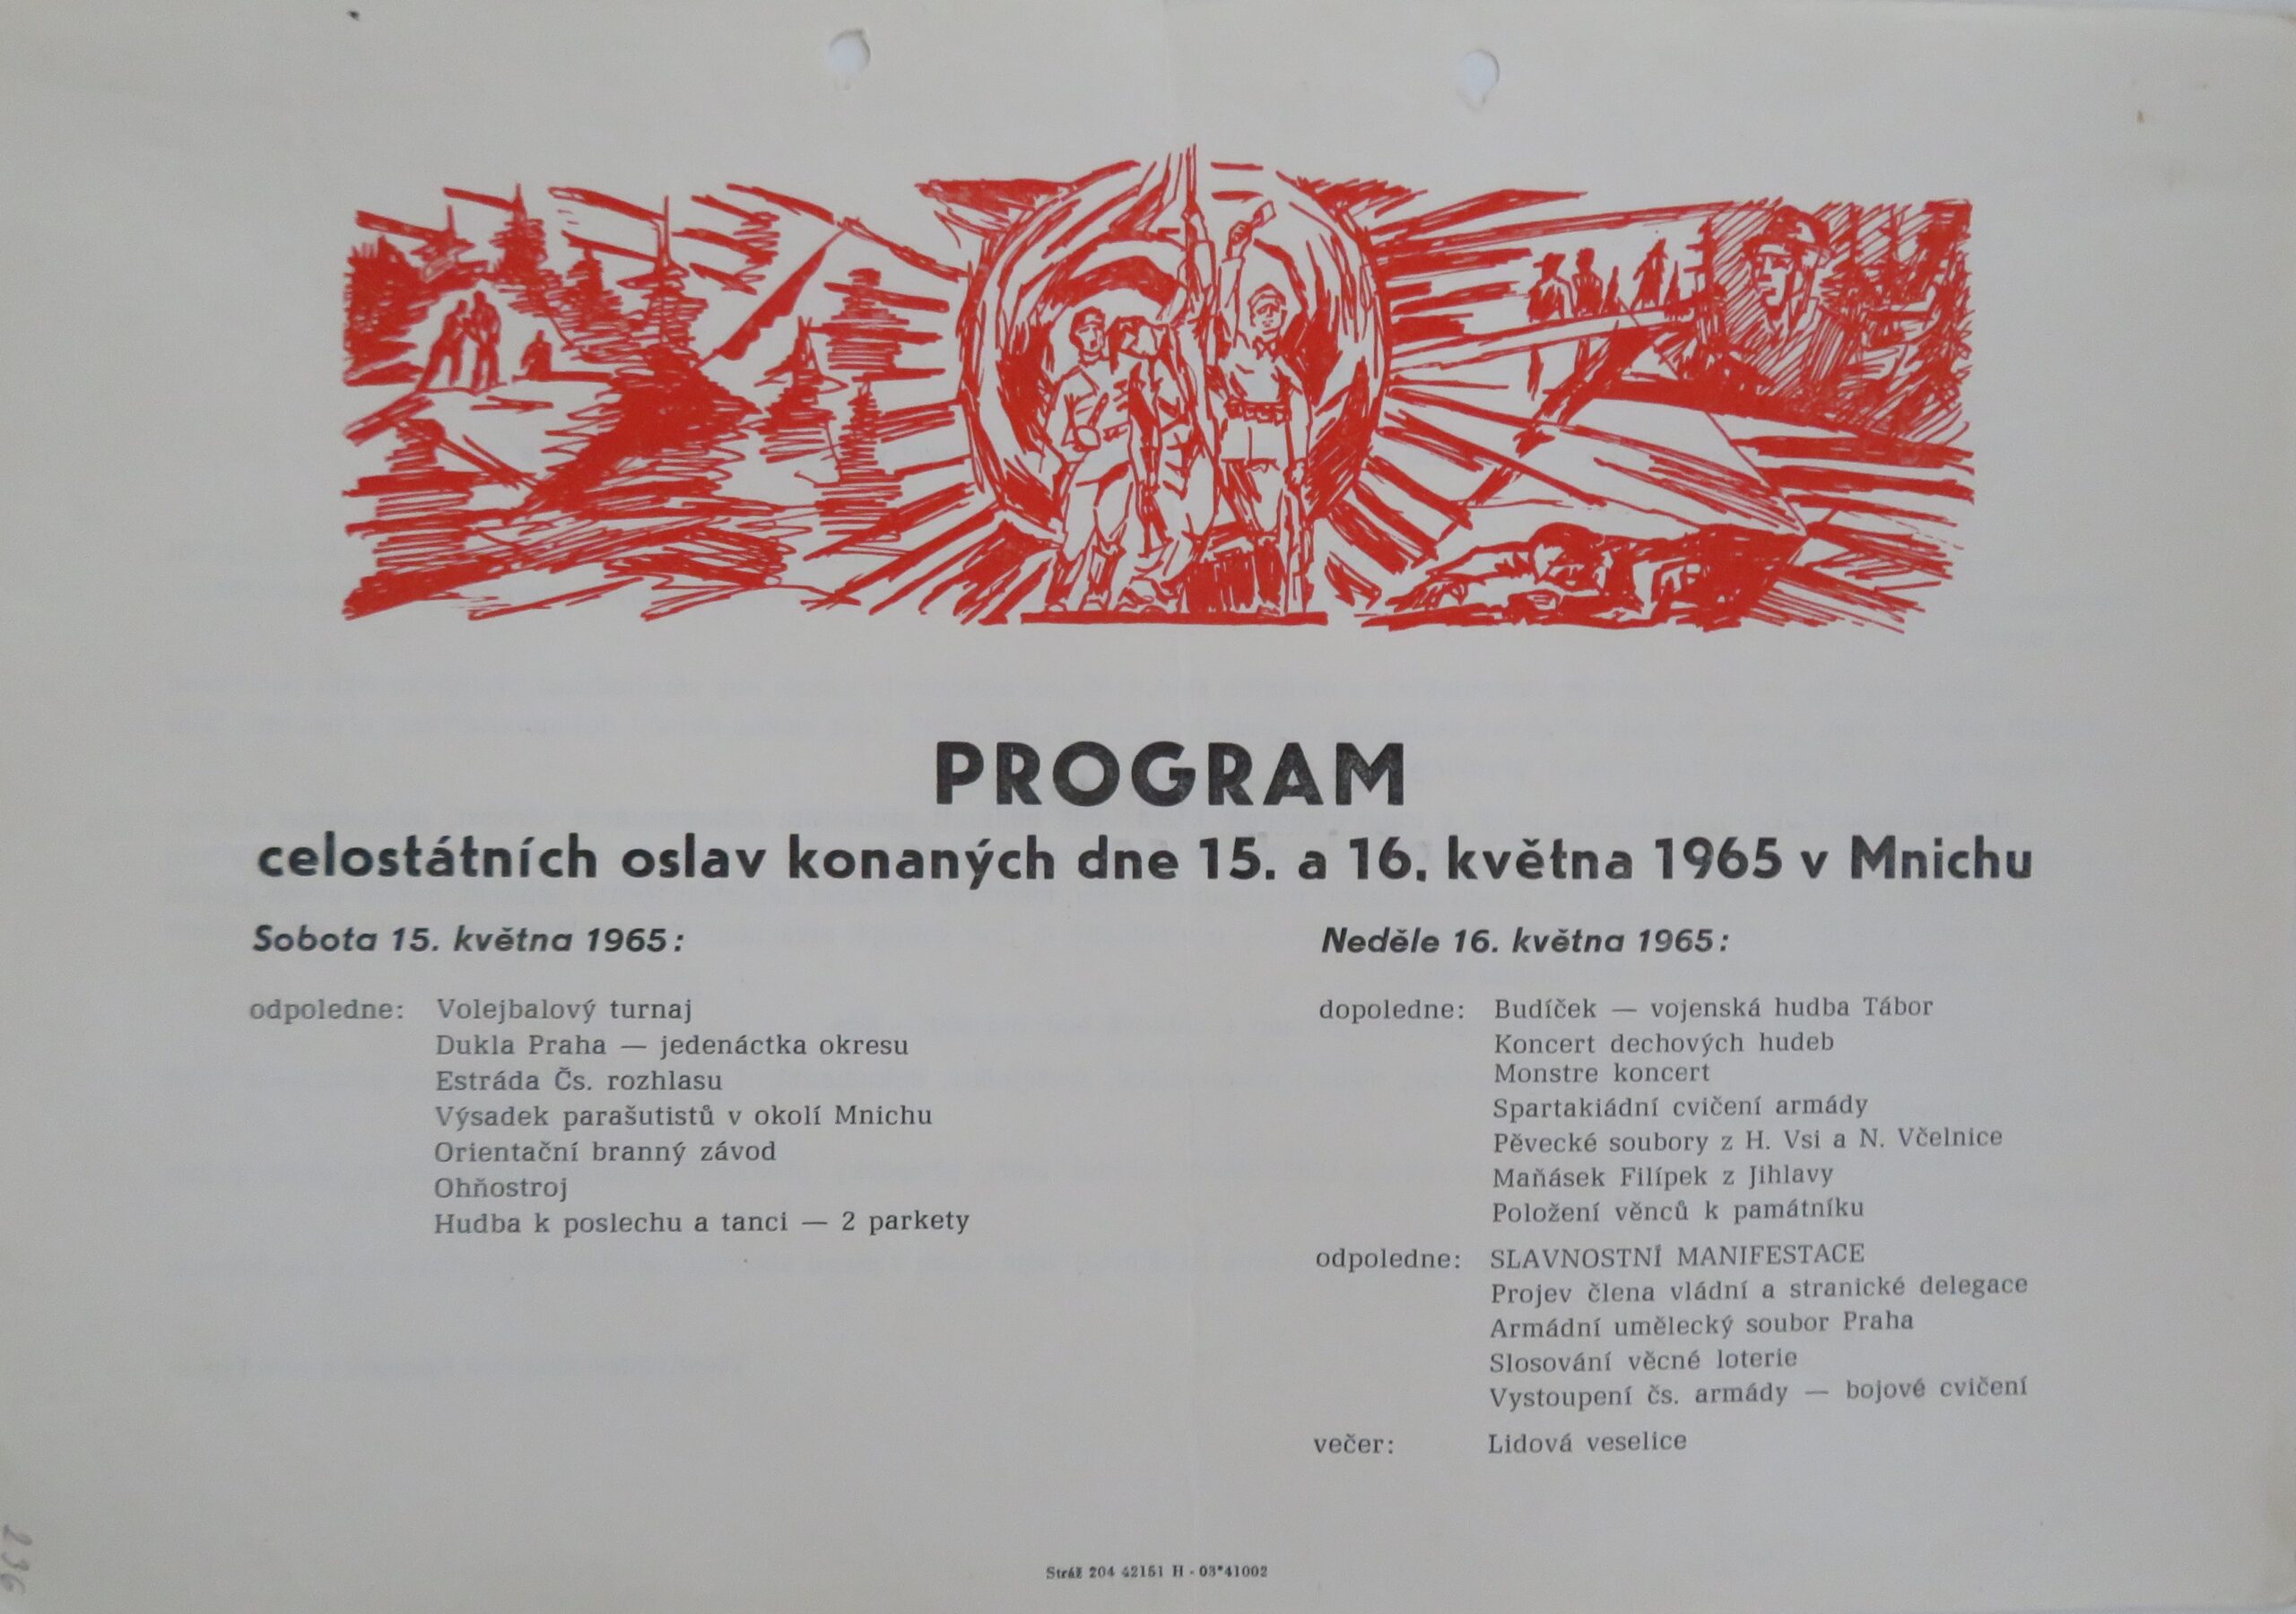 PROGRAM
celostátních oslav konaných dne 15. a 16. května 1965 v Mnichu
Sobota 15. května 1965:
odpoledne: Volejbalový turnaj
Dukla Praha — jedenáctka okresu
Estráda Čs. rozhlasu
Výsadek parašutistů v okolí Mnichu
Orientační branný závod
Ohňostroj
Hudba k poslechu a tanci — 2 parkety
Neděle 16. května 1965:
dopoledne: Budíček — vojenská hudba Tábor
Koncert dechových hudeb
Monstre koncert
Spartakiádní cvičení armády
Pěvecké soubory z H. Vsi a N. Včelnice
Maňásek Filípek z Jihlavy
Položení věnců k památníku
odpoledne: SLAVNOSTNÍ MANIFESTACE
Projev člena vládní a stranické delegace
Armádní umělecký soubor Praha
Slosování věcné loterie
Vystoupení čs. armády — bojové cvičení
večer: Lidová veselice
Stráž 204 42151 H - 03*41002
236